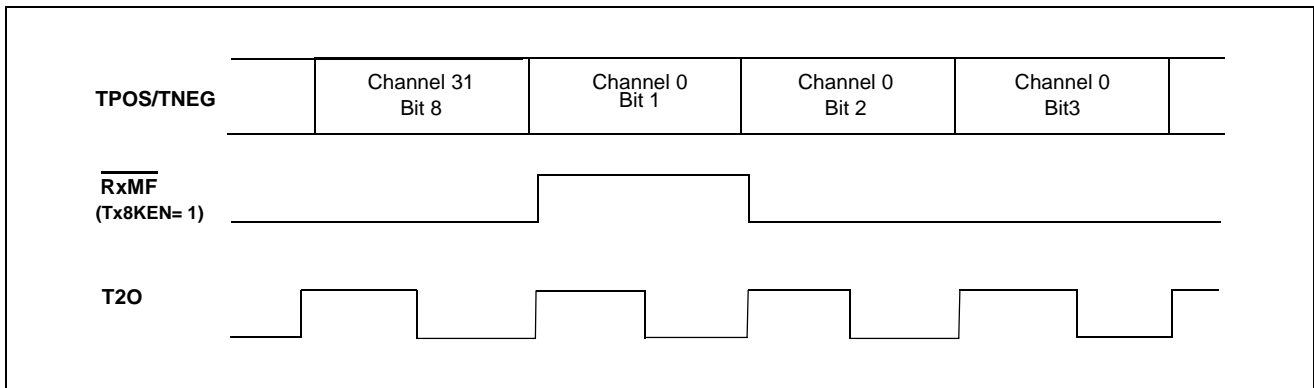 TPOS/TNEG
Channel 31
Bit 8
Channel 0
Bit 1
Channel 0
Bit 2
Channel 0
Bit3
RxMF
(Tx8KEN= 1)
T2O